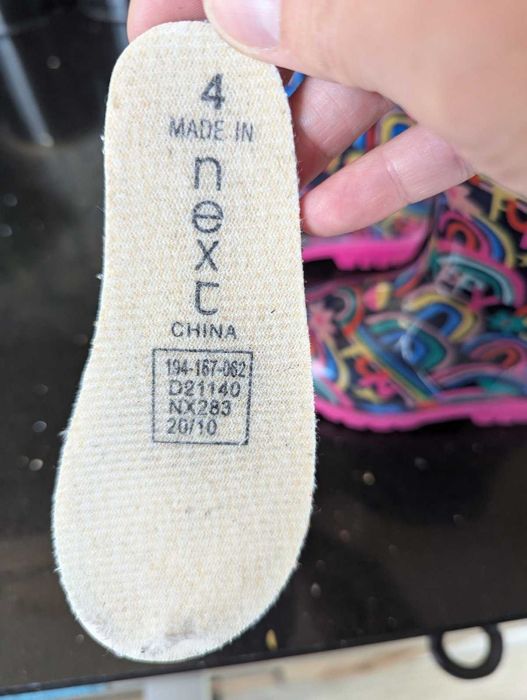 4
MADE IN
next
CHINA
194-167-062
D21140
NX283
20/10